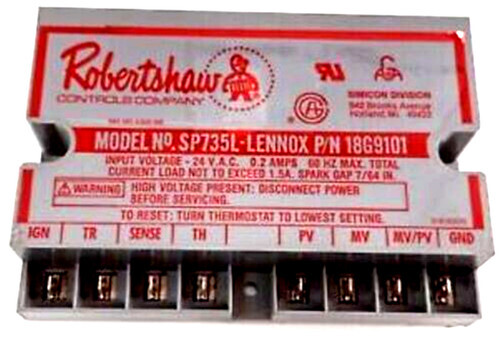 Robertshaw
CONTROLS COMPANY
SIMICON DIVISION
542 Brooks Avenue
Holland, Mi. 49423
MODEL NO. SP735L-LENNOX P/N 18G9101
INPUT VOLTAGE - 24 V.A.C. 0.2 AMPS 60 HZ MAX. TOTAL
CURRENT LOAD NOT TO EXCEED 1.5A. SPARK GAP 7/64 IN.
WARNING HIGH VOLTAGE PRESENT: DISCONNECT POWER
BEFORE SERVICING.
TO RESET: TURN THERMOSTAT TO LOWEST SETTING.
IGN TR SENSE TH PV MV MV/PV GND